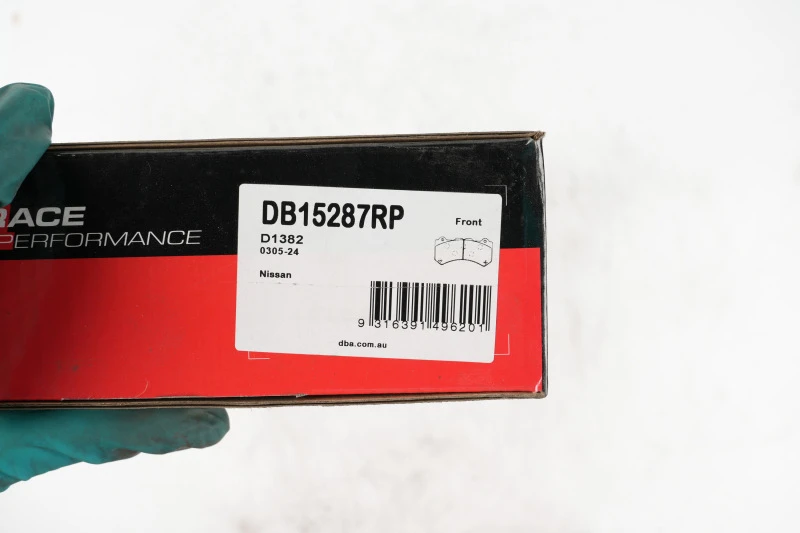 RACE
PERFORMANCE
DB15287RP
Front
D1382
0305-24
Nissan
9 316391 496201
dba.com.au